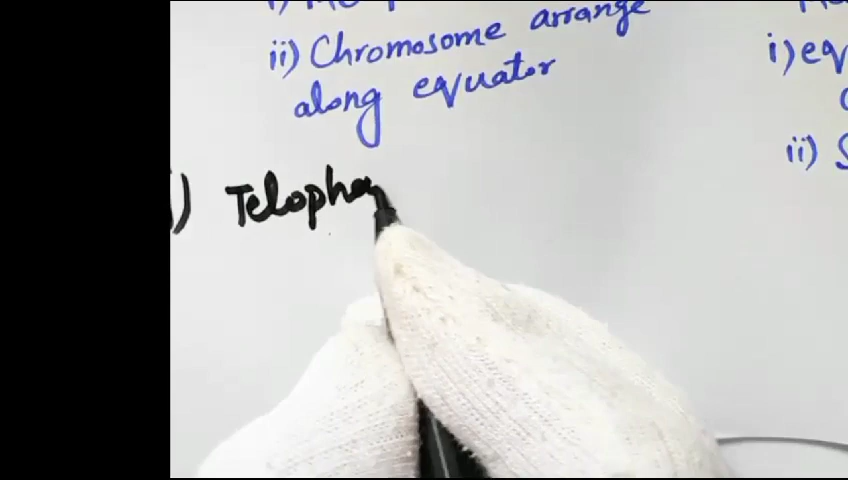 ii) Chromosome arrange
along equator
i) eq
ii) S
) Telopha